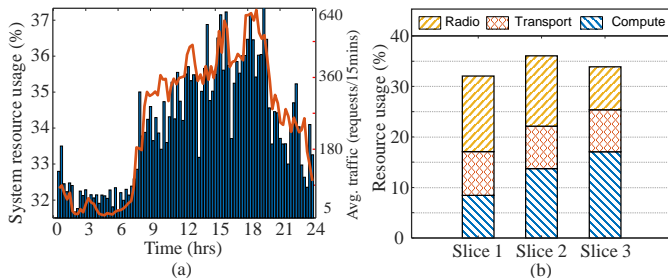 System resource usage (%)
37
36
35
34
33
32
0 3 6 9 12 15 18 21 24
Time (hrs)
640
360
180
5
Avg. traffic (requests/15mins)
(a)
Radio Transport Compute
Resource usage (%)
40
30
20
10
0
Slice 1 Slice 2 Slice 3
(b)